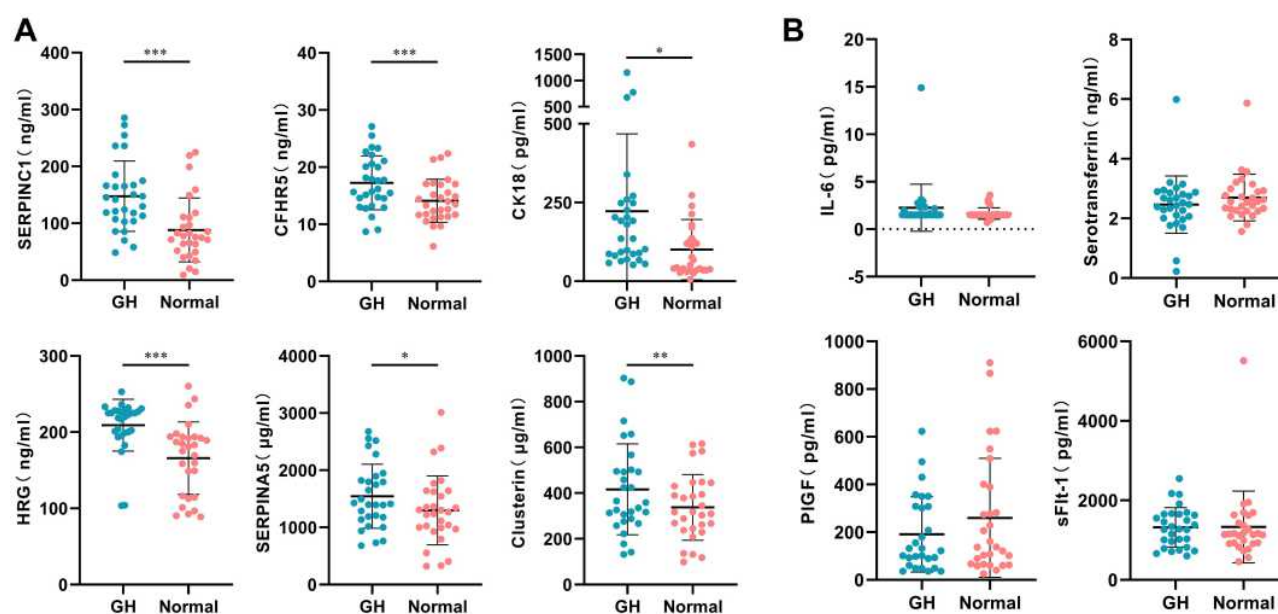 A
B
SERPINC1( ng/ml)
400
300
200
100
0
***
GH
Normal
CFHR5( ng/ml)
40
30
20
10
0
***
GH
Normal
CK18( pg/ml)
1500
1000
500
500
250
0
*
GH
Normal
IL-6( pg/ml)
20
15
10
5
0
-5
GH
Normal
Serotransferrin( ng/ml)
8
6
4
2
0
GH
Normal
HRG( ng/ml)
300
200
100
0
***
GH
Normal
SERPINA5( μg/ml)
4000
3000
2000
1000
0
*
GH
Normal
Clusterin( μg/ml)
1000
800
600
400
200
0
**
GH
Normal
PlGF( pg/ml)
1000
800
600
400
200
0
GH
Normal
sFlt-1( pg/ml)
6000
4000
2000
0
GH
Normal